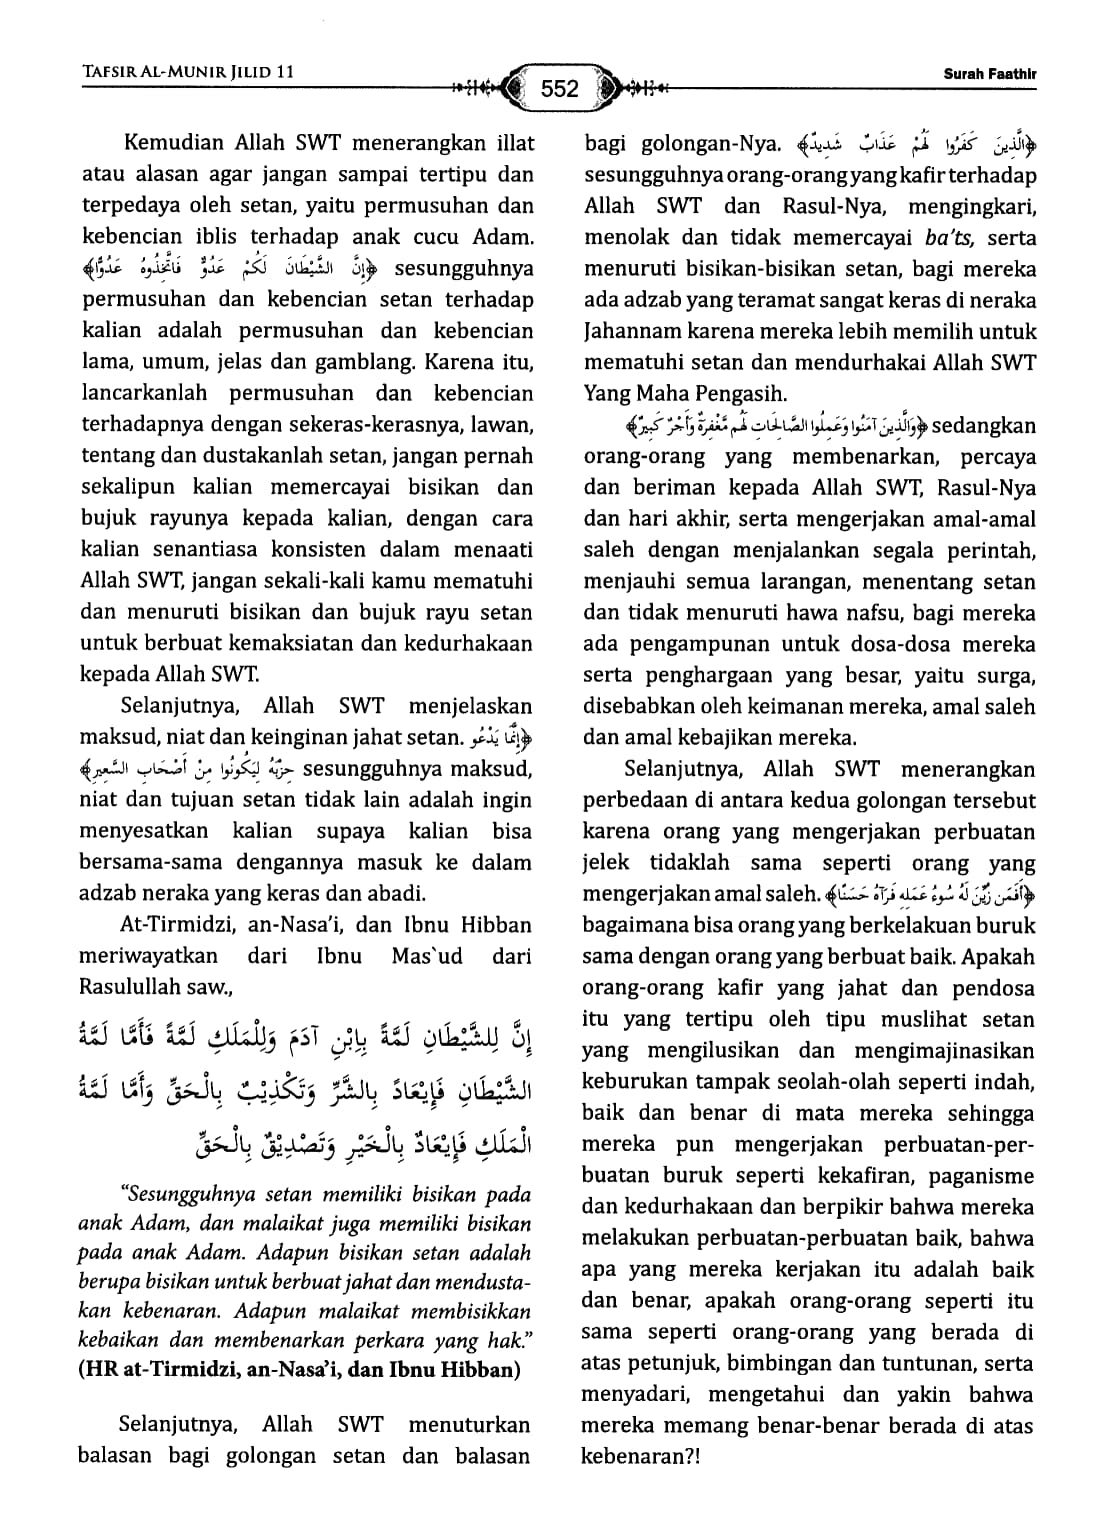 TAFSIR AL-MUNIR JILID 11
552
Surah Faathir
Kemudian Allah SWT menerangkan illat
atau alasan agar jangan sampai tertipu dan
terpedaya oleh setan, yaitu permusuhan dan
kebencian iblis terhadap anak cucu Adam.
﴿إِنَّ الشَّيْطَانَ لَكُمْ عَدُوٌّ فَاتَّخِذُوهُ عَدُوًّا﴾ sesungguhnya
permusuhan dan kebencian setan terhadap
kalian adalah permusuhan dan kebencian
lama, umum, jelas dan gamblang. Karena itu,
lancarkanlah permusuhan dan kebencian
terhadapnya dengan sekeras-kerasnya, lawan,
tentang dan dustakanlah setan, jangan pernah
sekalipun kalian memercayai bisikan dan
bujuk rayunya kepada kalian, dengan cara
kalian senantiasa konsisten dalam menaati
Allah SWT, jangan sekali-kali kamu mematuhi
dan menuruti bisikan dan bujuk rayu setan
untuk berbuat kemaksiatan dan kedurhakaan
kepada Allah SWT.
Selanjutnya, Allah SWT menjelaskan
maksud, niat dan keinginan jahat setan. ﴿إِنَّمَا يَدْعُو
حِزْبَهُ لِيَكُونُوا مِنْ أَصْحَابِ السَّعِيرِ﴾ sesungguhnya maksud,
niat dan tujuan setan tidak lain adalah ingin
menyesatkan kalian supaya kalian bisa
bersama-sama dengannya masuk ke dalam
adzab neraka yang keras dan abadi.
At-Tirmidzi, an-Nasa’i, dan Ibnu Hibban
meriwayatkan dari Ibnu Mas`ud dari
Rasulullah saw.,
إِنَّ لِلشَّيْطَانِ لَمَّةً بِابْنِ آدَمَ وَلِلْمَلَكِ لَمَّةً فَأَمَّا لَمَّةُ
الشَّيْطَانِ فَإِيْعَادٌ بِالشَّرِّ وَتَكْذِيْبٌ بِالْحَقِّ وَأَمَّا لَمَّةُ
الْمَلَكِ فَإِيْعَادٌ بِالْخَيْرِ وَتَصْدِيْقٌ بِالْحَقِّ
“Sesungguhnya setan memiliki bisikan pada
anak Adam, dan malaikat juga memiliki bisikan
pada anak Adam. Adapun bisikan setan adalah
berupa bisikan untuk berbuat jahat dan mendusta-
kan kebenaran. Adapun malaikat membisikkan
kebaikan dan membenarkan perkara yang hak.”
(HR at-Tirmidzi, an-Nasa’i, dan Ibnu Hibban)
Selanjutnya, Allah SWT menuturkan
balasan bagi golongan setan dan balasan
bagi golongan-Nya. ﴿الَّذِينَ كَفَرُوا لَهُمْ عَذَابٌ شَدِيدٌ﴾
sesungguhnya orang-orang yang kafir terhadap
Allah SWT dan Rasul-Nya, mengingkari,
menolak dan tidak memercayai ba’ts, serta
menuruti bisikan-bisikan setan, bagi mereka
ada adzab yang teramat sangat keras di neraka
Jahannam karena mereka lebih memilih untuk
mematuhi setan dan mendurhakai Allah SWT
Yang Maha Pengasih.
﴿وَالَّذِينَ آمَنُوا وَعَمِلُوا الصَّالِحَاتِ لَهُم مَّغْفِرَةٌ وَأَجْرٌ كَبِيرٌ﴾ sedangkan
orang-orang yang membenarkan, percaya
dan beriman kepada Allah SWT, Rasul-Nya
dan hari akhir, serta mengerjakan amal-amal
saleh dengan menjalankan segala perintah,
menjauhi semua larangan, menentang setan
dan tidak menuruti hawa nafsu, bagi mereka
ada pengampunan untuk dosa-dosa mereka
serta penghargaan yang besar, yaitu surga,
disebabkan oleh keimanan mereka, amal saleh
dan amal kebajikan mereka.
Selanjutnya, Allah SWT menerangkan
perbedaan di antara kedua golongan tersebut
karena orang yang mengerjakan perbuatan
jelek tidaklah sama seperti orang yang
mengerjakan amal saleh. ﴿أَفَمَن زُيِّنَ لَهُ سُوءُ عَمَلِهِ فَرَآهُ حَسَنًا﴾
bagaimana bisa orang yang berkelakuan buruk
sama dengan orang yang berbuat baik. Apakah
orang-orang kafir yang jahat dan pendosa
itu yang tertipu oleh tipu muslihat setan
yang mengilusikan dan mengimajinasikan
keburukan tampak seolah-olah seperti indah,
baik dan benar di mata mereka sehingga
mereka pun mengerjakan perbuatan-per-
buatan buruk seperti kekafiran, paganisme
dan kedurhakaan dan berpikir bahwa mereka
melakukan perbuatan-perbuatan baik, bahwa
apa yang mereka kerjakan itu adalah baik
dan benar, apakah orang-orang seperti itu
sama seperti orang-orang yang berada di
atas petunjuk, bimbingan dan tuntunan, serta
menyadari, mengetahui dan yakin bahwa
mereka memang benar-benar berada di atas
kebenaran?!